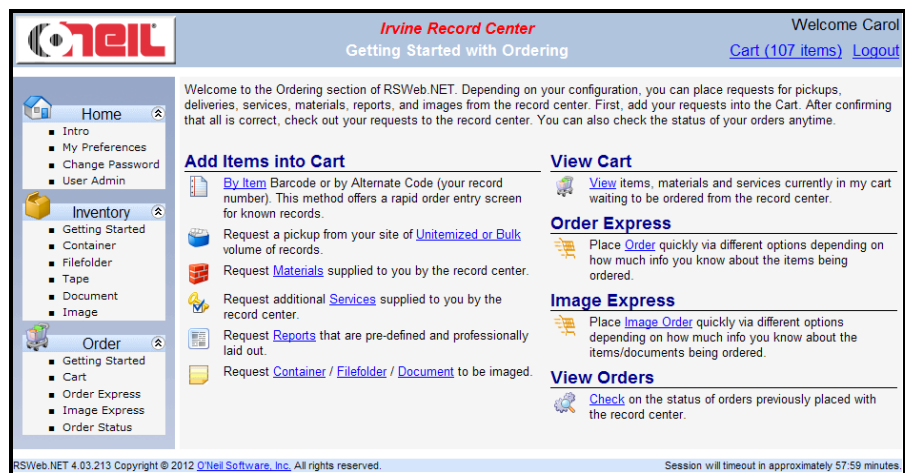 O'NEIL
Irvine Record Center
Getting Started with Ordering
Welcome Carol
Cart (107 items) Logout
Home
Intro
My Preferences
Change Password
User Admin
Inventory
Getting Started
Container
Filefolder
Tape
Document
Image
Order
Getting Started
Cart
Order Express
Image Express
Order Status
Welcome to the Ordering section of RSWeb.NET. Depending on your configuration, you can place requests for pickups,
deliveries, services, materials, reports, and images from the record center. First, add your requests into the Cart. After confirming
that all is correct, check out your requests to the record center. You can also check the status of your orders anytime.
Add Items into Cart
By Item Barcode or by Alternate Code (your record
number). This method offers a rapid order entry screen
for known records.
Request a pickup from your site of Unitemized or Bulk
volume of records.
Request Materials supplied to you by the record center.
Request additional Services supplied to you by the
record center.
Request Reports that are pre-defined and professionally
laid out.
Request Container / Filefolder / Document to be imaged.
View Cart
View items, materials and services currently in my cart
waiting to be ordered from the record center.
Order Express
Place Order quickly via different options depending on
how much info you know about the items being
ordered.
Image Express
Place Image Order quickly via different options
depending on how much info you know about the
items/documents being ordered.
View Orders
Check on the status of orders previously placed with
the record center.
RSWeb.NET 4.03.213 Copyright © 2012 O'Neil Software, Inc. All rights reserved.
Session will timeout in approximately 57:59 minutes.